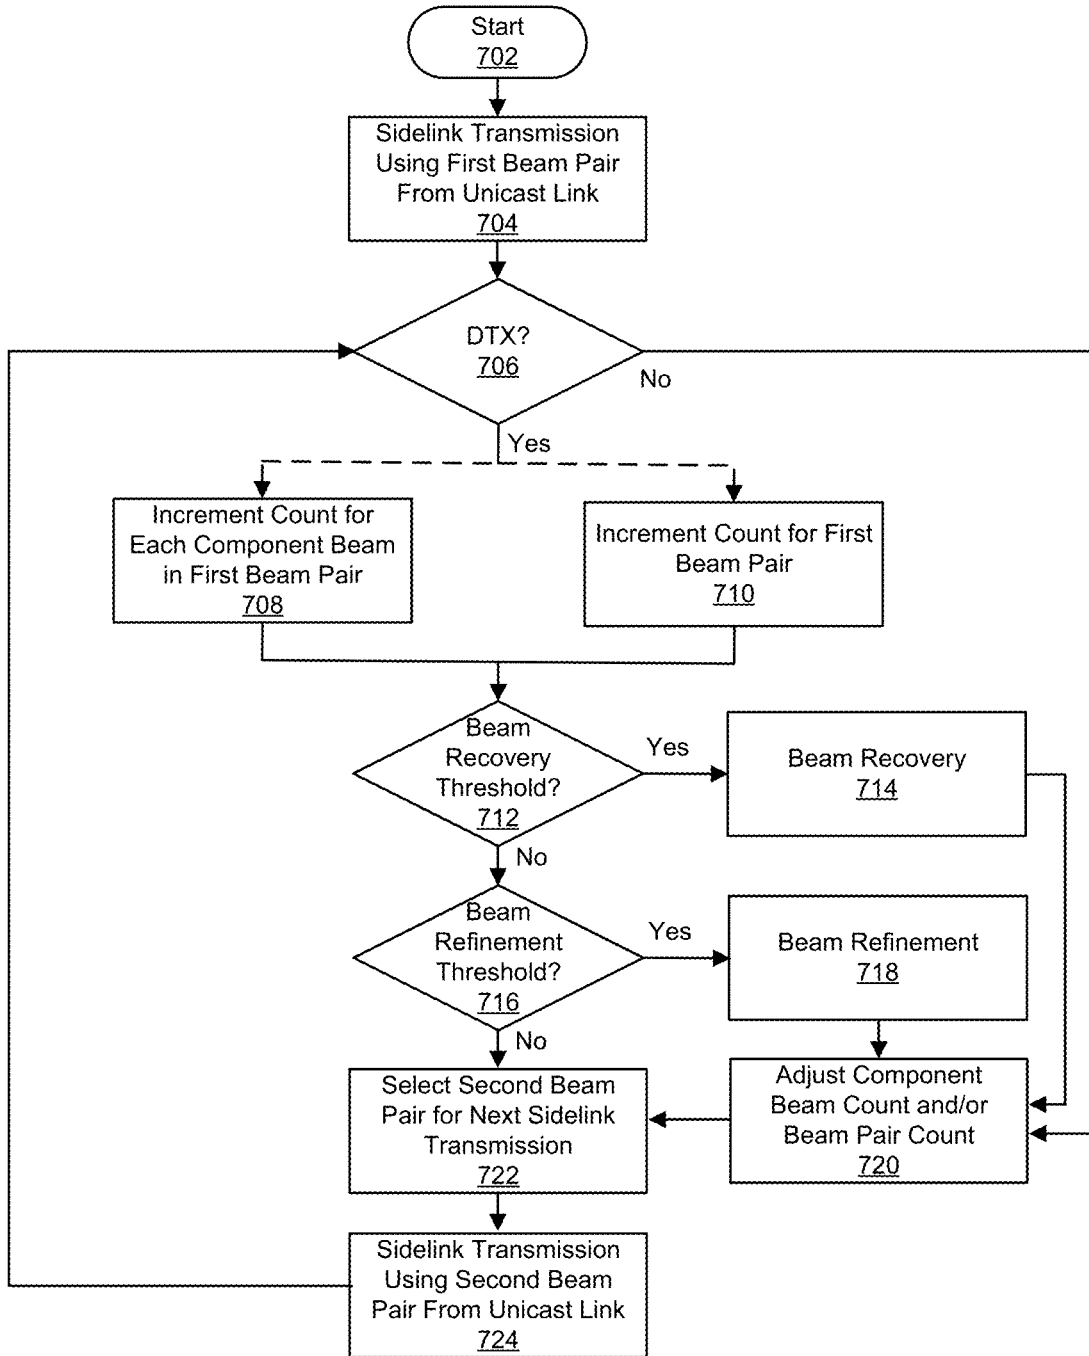 Start
702
Sidelink Transmission
Using First Beam Pair
From Unicast Link
704
DTX?
706
No
Yes
Increment Count for
Each Component Beam
in First Beam Pair
708
Increment Count for First
Beam Pair
710
Beam
Recovery
Threshold?
712
Yes
No
Beam Recovery
714
Beam
Refinement
Threshold?
716
Yes
No
Beam Refinement
718
Select Second Beam
Pair for Next Sidelink
Transmission
722
Adjust Component
Beam Count and/or
Beam Pair Count
720
Sidelink Transmission
Using Second Beam
Pair From Unicast Link
724